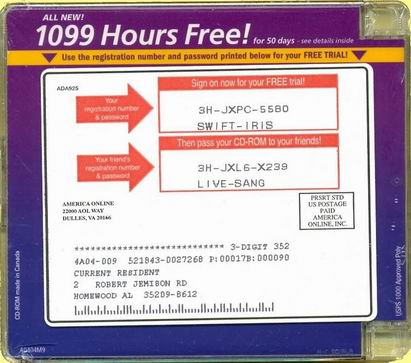 ALL NEW!
1099 Hours Free! for 50 days - see details inside
Use the registration number and password printed below for your FREE TRIAL!
ADA925
Sign on now for your FREE trial!
Your
registration number
& password
3H-JXPC-5580
SWIFT-IRIS
Then pass your CD-ROM to your friends!
Your friend's
registration number
& password
3H-JXL6-X239
LIVE-SANG
AMERICA ONLINE
22000 AOL WAY
DULLES, VA 20166
PRSRT STD
US POSTAGE
PAID
AMERICA
ONLINE, INC.
*************************** 3-DIGIT 352
4A04-009 521843-0027268 P:00017B:000090
CURRENT RESIDENT
2 ROBERT JEMISON RD
HOMEWOOD AL 35209-8612
CD-ROM made in Canada
USPS 1000 Approved Poly